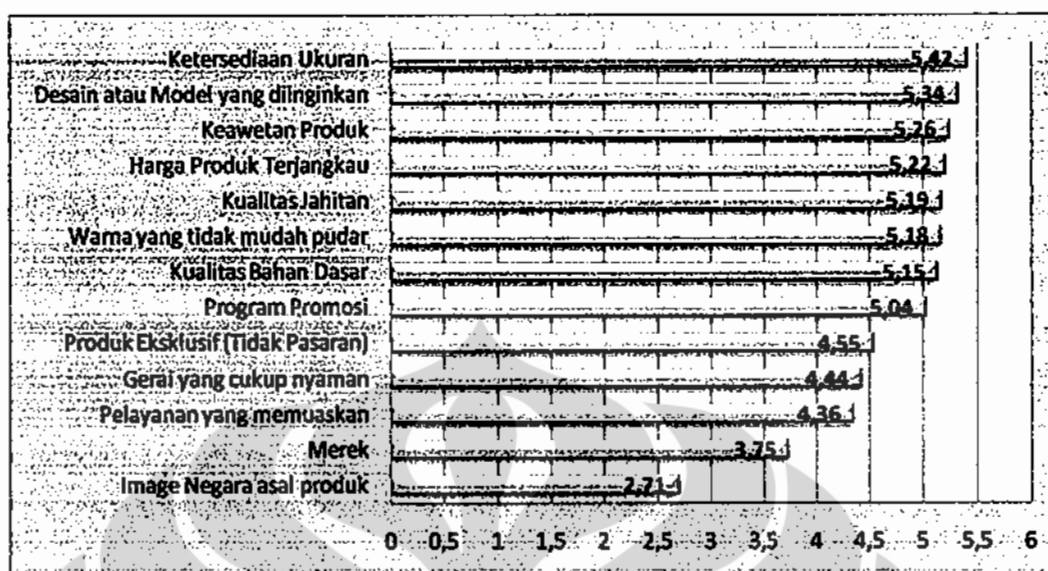 Ketersediaan Ukuran 5,42
Desain atau Model yang diinginkan 5,34
Keawetan Produk 5,26
Harga Produk Terjangkau 5,22
Kualitas Jahitan 5,19
Warna yang tidak mudah pudar 5,18
Kualitas Bahan Dasar 5,15
Program Promosi 5,04
Produk Eksklusif (Tidak Pasaran) 4,55
Gerai yang cukup nyaman 4,44
Pelayanan yang memuaskan 4,36
Merek 3,75
Image Negara asal produk 2,71
0 0,5 1 1,5 2 2,5 3 3,5 4 4,5 5 5,5 6